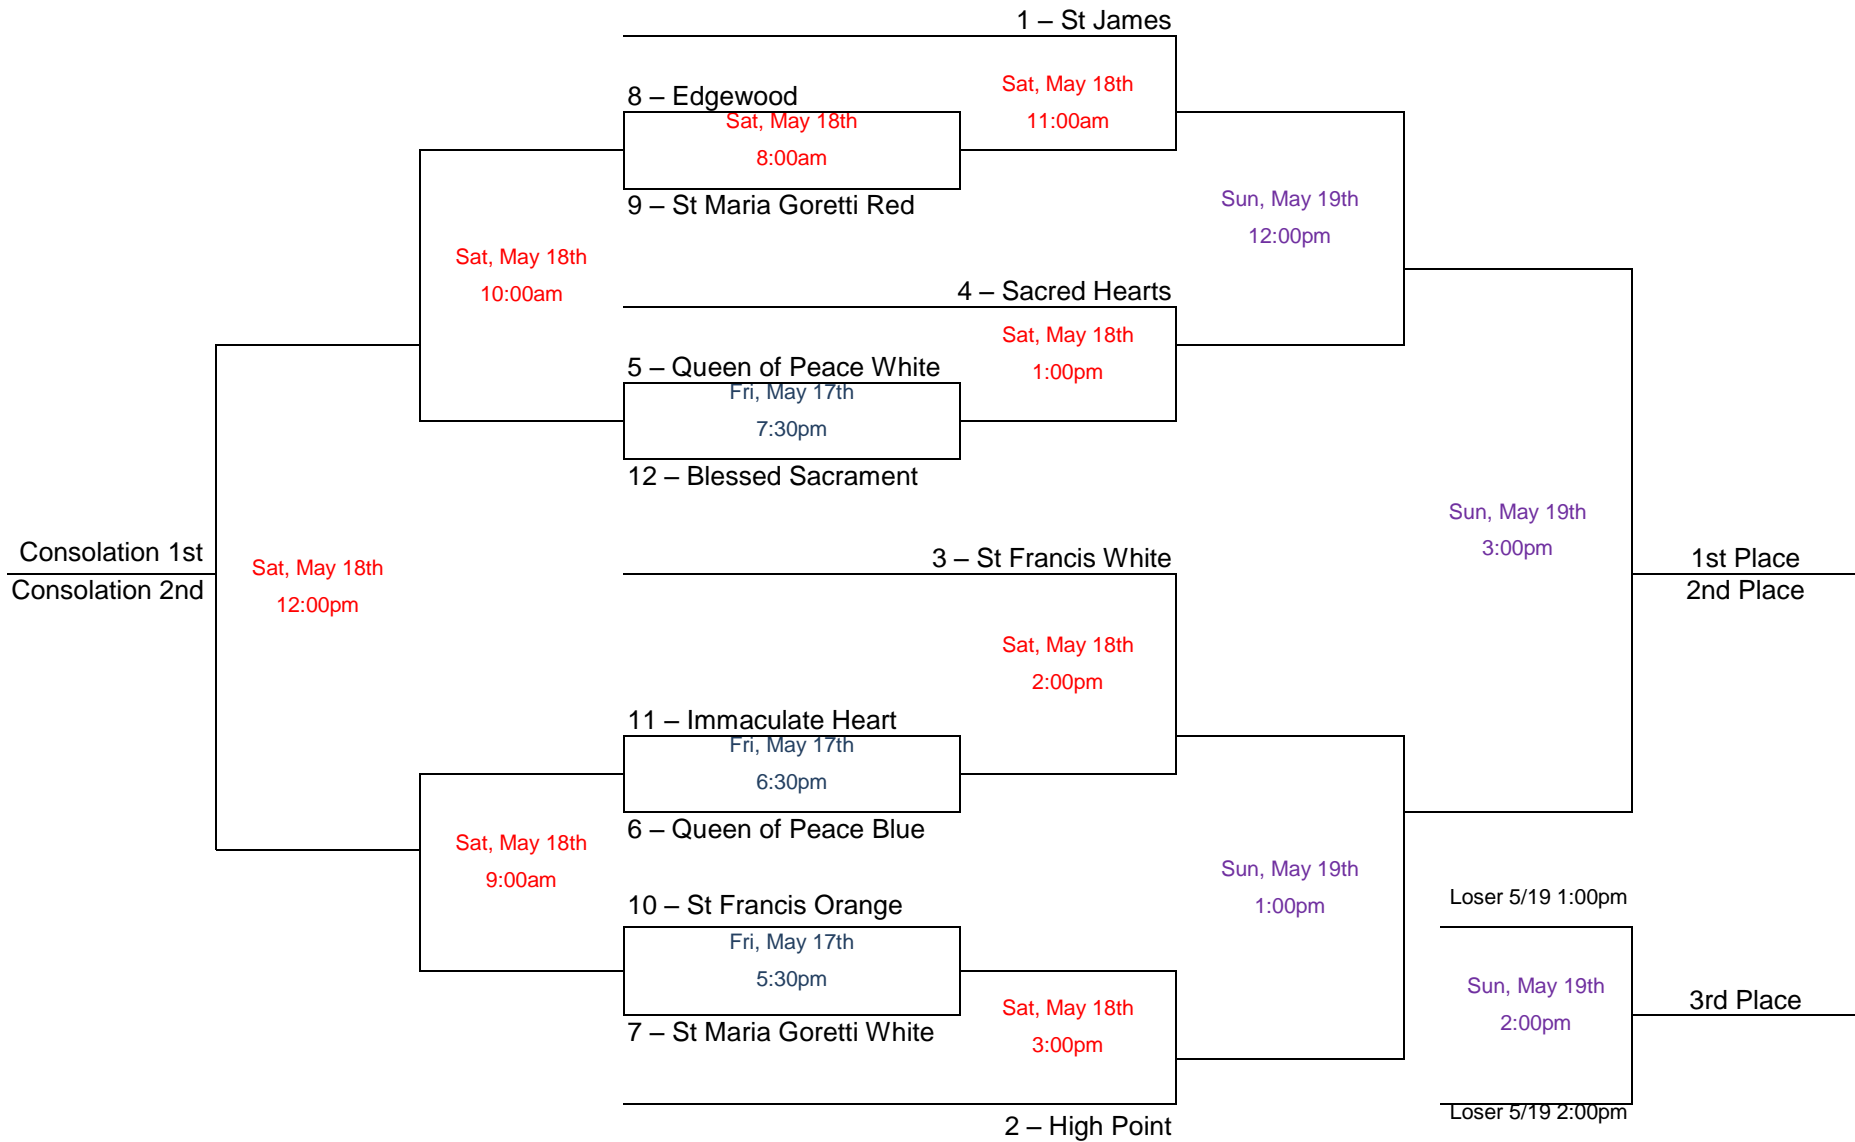 1 – St James
8 – Edgewood
Sat, May 18th
11:00am
Sat, May 18th
8:00am
9 – St Maria Goretti Red
Sun, May 19th
12:00pm
Sat, May 18th
10:00am
4 – Sacred Hearts
Sat, May 18th
1:00pm
5 – Queen of Peace White
Fri, May 17th
7:30pm
12 – Blessed Sacrament
Sun, May 19th
3:00pm
Consolation 1st
Consolation 2nd
Sat, May 18th
12:00pm
3 – St Francis White
1st Place
2nd Place
Sat, May 18th
2:00pm
11 – Immaculate Heart
Fri, May 17th
6:30pm
6 – Queen of Peace Blue
Sat, May 18th
9:00am
Sun, May 19th
1:00pm
10 – St Francis Orange
Fri, May 17th
5:30pm
7 – St Maria Goretti White
Sat, May 18th
3:00pm
2 – High Point
Loser 5/19 1:00pm
Sun, May 19th
2:00pm
3rd Place
Loser 5/19 2:00pm